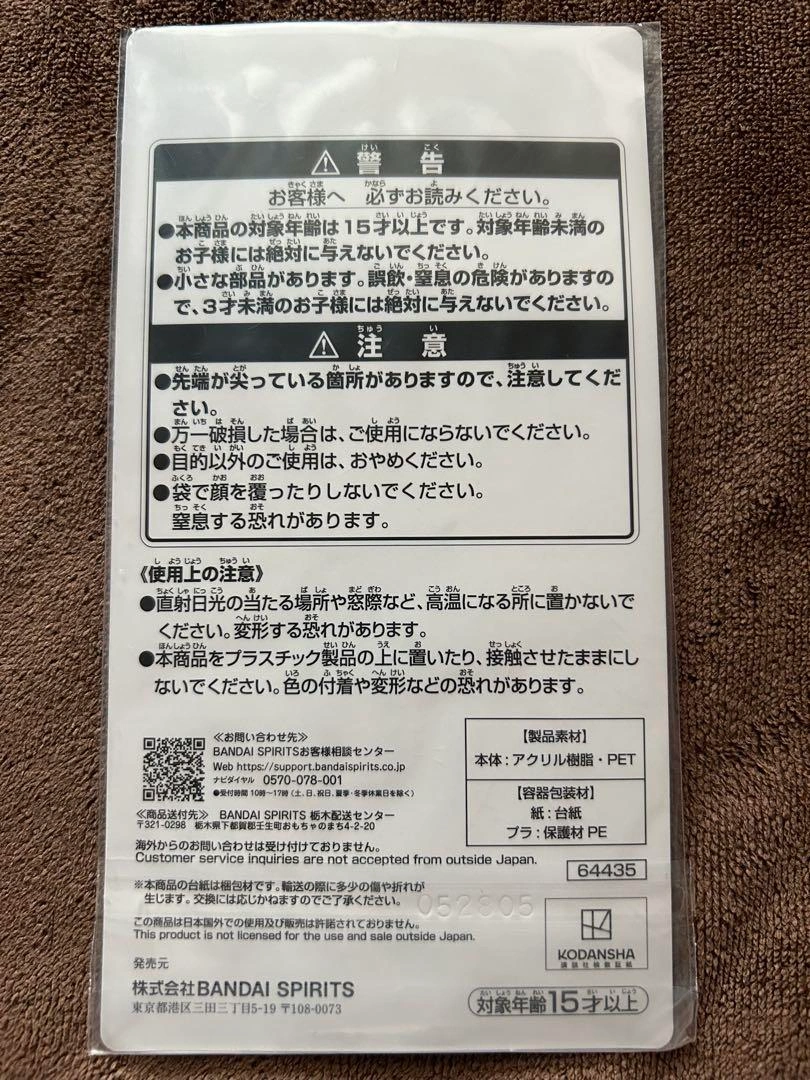 ⚠ 警告
お客様へ 必ずお読みください。
●本商品の対象年齢は15才以上です。対象年齢未満の
お子様には絶対に与えないでください。
●小さな部品があります。誤飲・窒息の危険がありますの
で、3才未満のお子様には絶対に与えないでください。
⚠ 注意
●先端が尖っている箇所がありますので、注意してくだ
さい。
●万一破損した場合は、ご使用にならないでください。
●目的以外のご使用は、おやめください。
●袋で顔を覆ったりしないでください。
窒息する恐れがあります。
《使用上の注意》
●直射日光の当たる場所や窓際など、高温になる所に置かないで
ください。変形する恐れがあります。
●本商品をプラスチック製品の上に置いたり、接触させたままにし
ないでください。色の付着や変形などの恐れがあります。
≪お問い合わせ先≫
BANDAI SPIRITSお客様相談センター
Web https://support.bandaispirits.co.jp
ナビダイヤル 0570-078-001
●受付時間 10時～17時(土、日、祝日、夏季・冬季休業日を除く)
≪商品送付先≫ BANDAI SPIRITS 栃木配送センター
〒321-0298 栃木県下都賀郡壬生町おもちゃのまち4-2-20
海外からのお問い合わせは受け付けておりません。
Customer service inquiries are not accepted from outside Japan.
【製品素材】
本体:アクリル樹脂・PET
【容器包装材】
紙:台紙
プラ:保護材 PE
64435
※本商品の台紙は梱包材です。輸送の際に多少の傷や折れが
生じます。交換には応じかねますのでご了承ください。
052805
この商品は日本国外での使用及び販売は許諾されておりません。
This product is not licensed for the use and sale outside Japan.
KODANSHA
講談社検数証紙
発売元
株式会社BANDAI SPIRITS
東京都港区三田三丁目5-19 〒108-0073
対象年齢15才以上